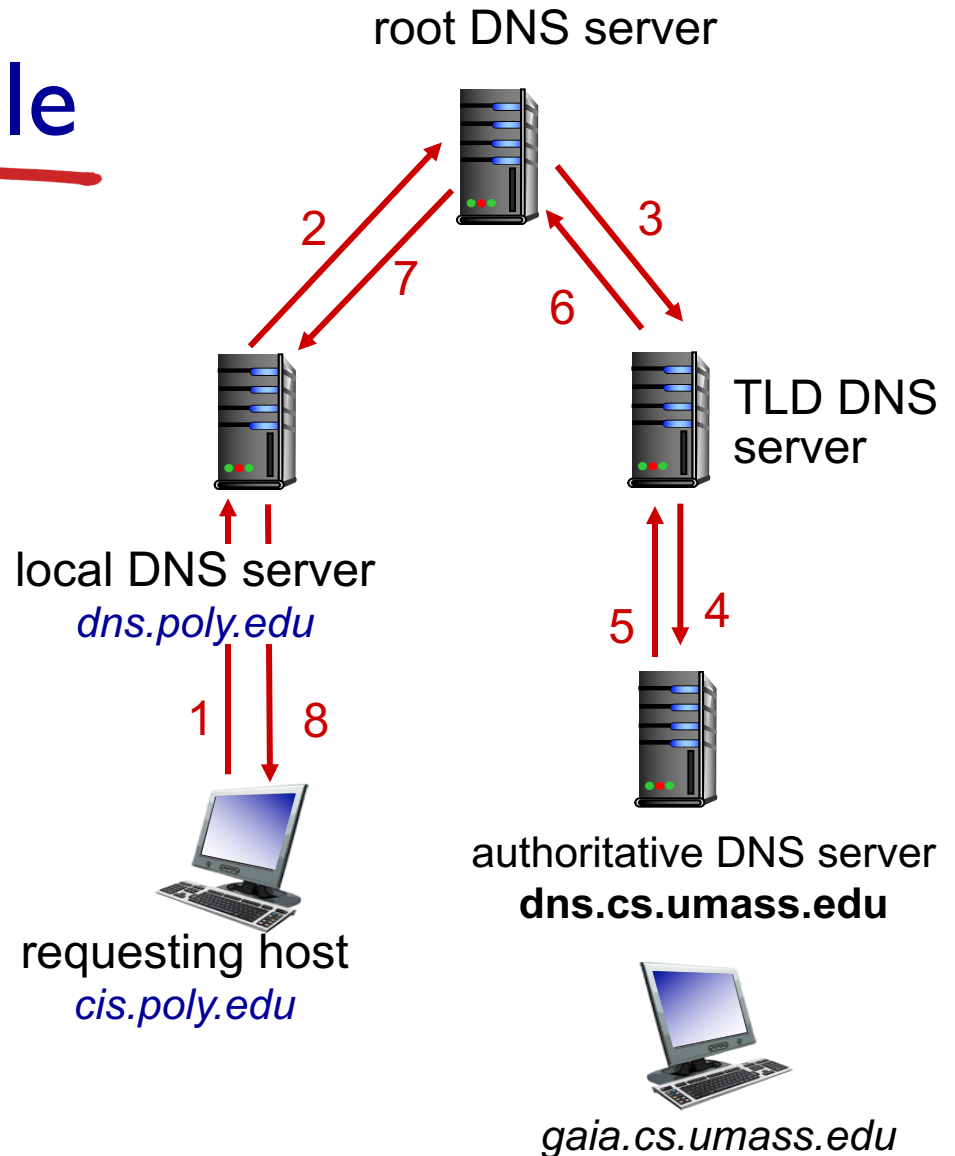 root DNS server
le
2
3
7
6
TLD DNS
server
local DNS server
dns.poly.edu
5
4
1
8
authoritative DNS server
dns.cs.umass.edu
requesting host
cis.poly.edu
gaia.cs.umass.edu